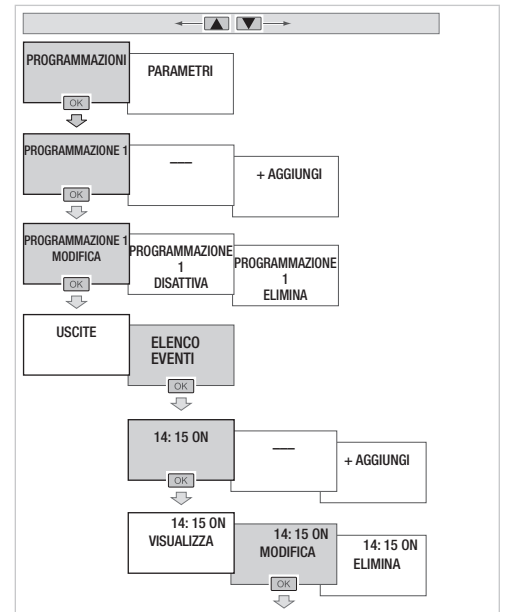 PROGRAMMAZIONI
PARAMETRI
OK
PROGRAMMAZIONE 1
—
+ AGGIUNGI
OK
PROGRAMMAZIONE 1
MODIFICA
PROGRAMMAZIONE
1
DISATTIVA
PROGRAMMAZIONE
1
ELIMINA
OK
USCITE
ELENCO
EVENTI
OK
14: 15 ON
—
+ AGGIUNGI
OK
14: 15 ON
VISUALIZZA
14: 15 ON
MODIFICA
14: 15 ON
ELIMINA
OK